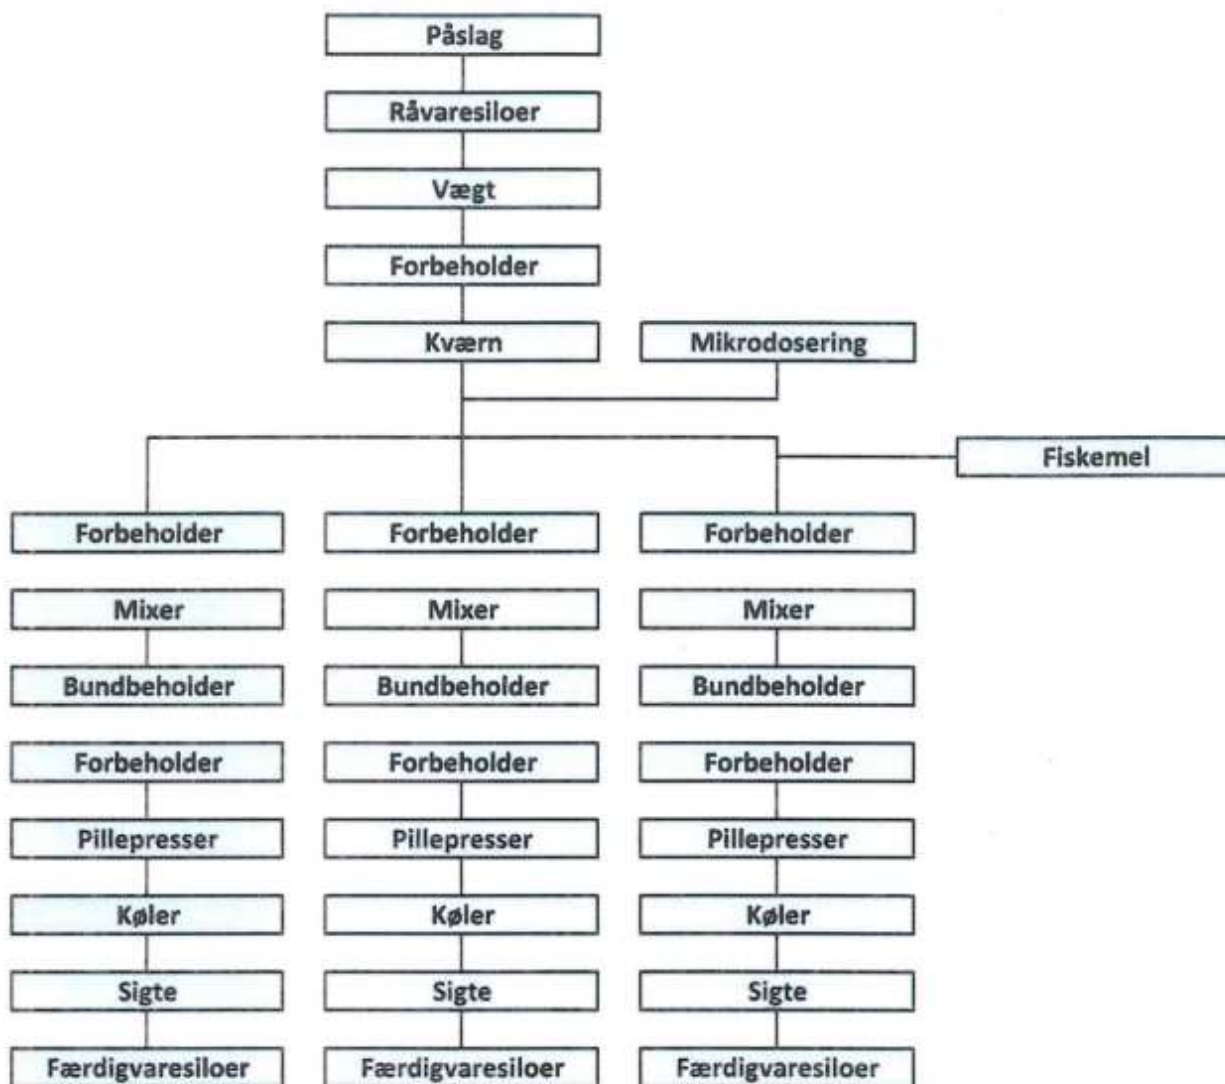 Påslag
Råvaresiloer
Vægt
Forbeholder
Kværn
Mikrodosering
Fiskemel
Forbeholder
Forbeholder
Forbeholder
Mixer
Mixer
Mixer
Bundbeholder
Bundbeholder
Bundbeholder
Forbeholder
Forbeholder
Forbeholder
Pillepresser
Pillepresser
Pillepresser
Køler
Køler
Køler
Sigte
Sigte
Sigte
Færdigvaresiloer
Færdigvaresiloer
Færdigvaresiloer